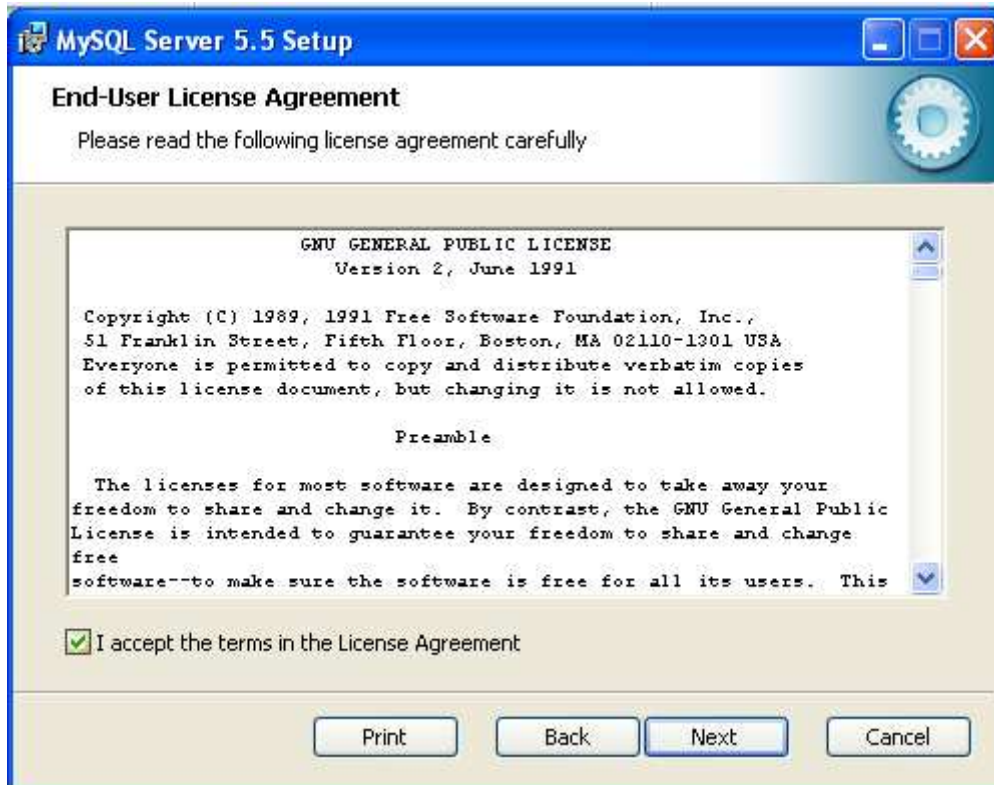 MySQL Server 5.5 Setup
End-User License Agreement
Please read the following license agreement carefully
GNU GENERAL PUBLIC LICENSE
Version 2, June 1991
Copyright (C) 1989, 1991 Free Software Foundation, Inc.,
51 Franklin Street, Fifth Floor, Boston, MA 02110-1301 USA
Everyone is permitted to copy and distribute verbatim copies
of this license document, but changing it is not allowed.
Preamble
The licenses for most software are designed to take away your
freedom to share and change it. By contrast, the GNU General Public
License is intended to guarantee your freedom to share and change
free
software--to make sure the software is free for all its users. This
I accept the terms in the License Agreement
Print Back Next Cancel